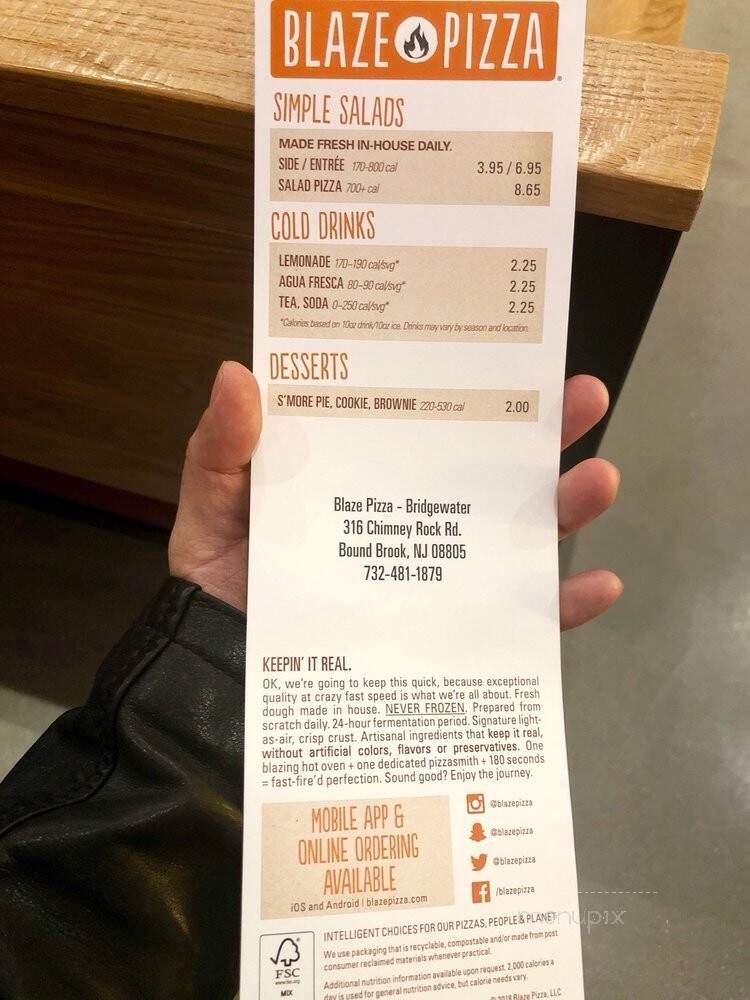 BLAZE PIZZA
SIMPLE SALADS
MADE FRESH IN-HOUSE DAILY.
SIDE / ENTRÉE 170-800 cal 3.95 / 6.95
SALAD PIZZA 700+ cal 8.65
COLD DRINKS
LEMONADE 170-190 cal/svg* 2.25
AGUA FRESCA 80-90 cal/svg* 2.25
TEA, SODA 0-250 cal/svg* 2.25
*Calories based on 10oz drink/10oz ice. Drinks may vary by season and location.
DESSERTS
S'MORE PIE, COOKIE, BROWNIE 220-530 cal 2.00
Blaze Pizza - Bridgewater
316 Chimney Rock Rd.
Bound Brook, NJ 08805
732-481-1879
KEEPIN' IT REAL.
OK, we're going to keep this quick, because exceptional
quality at crazy fast speed is what we're all about. Fresh
dough made in house. NEVER FROZEN. Prepared from
scratch daily. 24-hour fermentation period. Signature light-
as-air, crisp crust. Artisanal ingredients that keep it real,
without artificial colors, flavors or preservatives. One
blazing hot oven + one dedicated pizzasmith + 180 seconds
= fast-fire'd perfection. Sound good? Enjoy the journey.
MOBILE APP &
ONLINE ORDERING
AVAILABLE
iOS and Android | blazepizza.com
@blazepizza
@blazepizza
@blazepizza
/blazepizza
menupix
INTELLIGENT CHOICES FOR OUR PIZZAS, PEOPLE & PLANET
We use packaging that is recyclable, compostable and/or made from post
consumer reclaimed materials whenever practical.
Additional nutrition information available upon request. 2,000 calories a
day is used for general nutrition advice, but calorie needs vary.
© 2018 Blaze Pizza, LLC
FSC
www.fsc.org
MIX